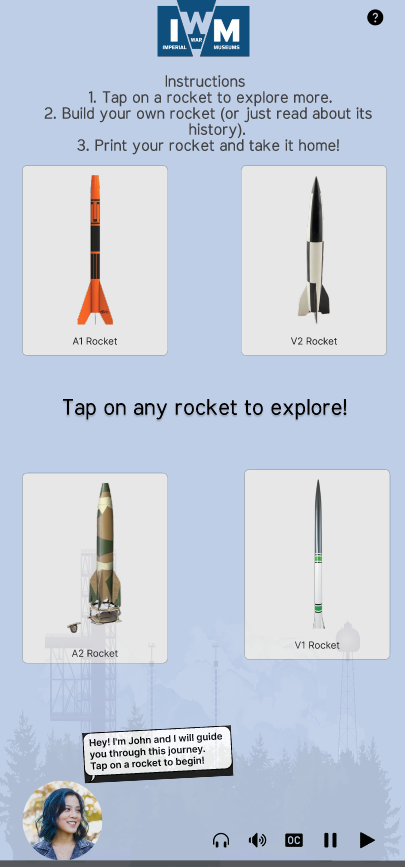 IWM
WAR
IMPERIAL MUSEUMS
?
Instructions
1. Tap on a rocket to explore more.
2. Build your own rocket (or just read about its
history).
3. Print your rocket and take it home!
A1 Rocket
V2 Rocket
Tap on any rocket to explore!
A2 Rocket
V1 Rocket
Hey! I'm John and I will guide
you through this journey.
Tap on a rocket to begin!
OC